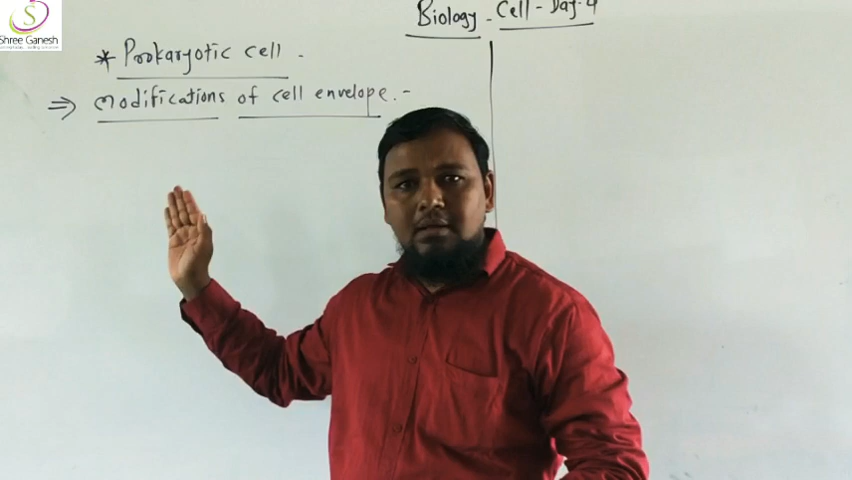 S
Shree Ganesh
Biology - Cell - Day-4
* Prokaryotic cell .
⇒ modifications of cell envelope. -